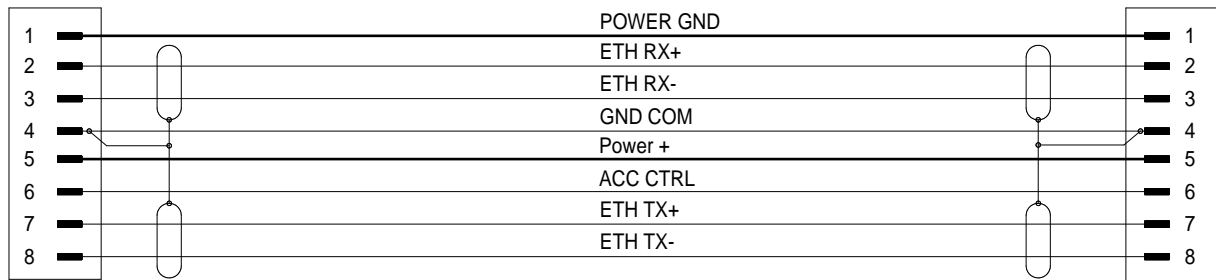 POWER GND
1 1
ETH RX+
2 2
ETH RX-
3 3
GND COM
4 4
Power +
5 5
ACC CTRL
6 6
ETH TX+
7 7
ETH TX-
8 8